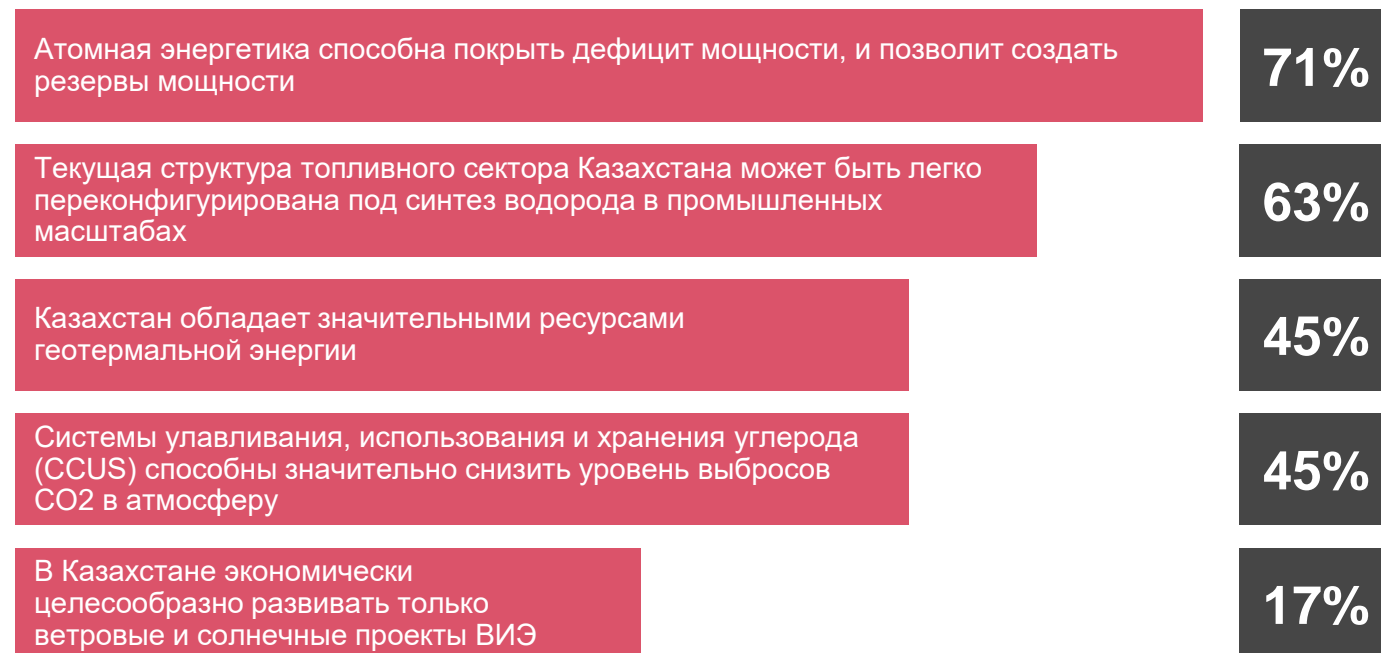 Атомная энергетика способна покрыть дефицит мощности, и позволит создать
резервы мощности
71%
Текущая структура топливного сектора Казахстана может быть легко
переконфигурирована под синтез водорода в промышленных
масштабах
63%
Казахстан обладает значительными ресурсами
геотермальной энергии
45%
Системы улавливания, использования и хранения углерода
(CCUS) способны значительно снизить уровень выбросов
CO2 в атмосферу
45%
В Казахстане экономически
целесообразно развивать только
ветровые и солнечные проекты ВИЭ
17%